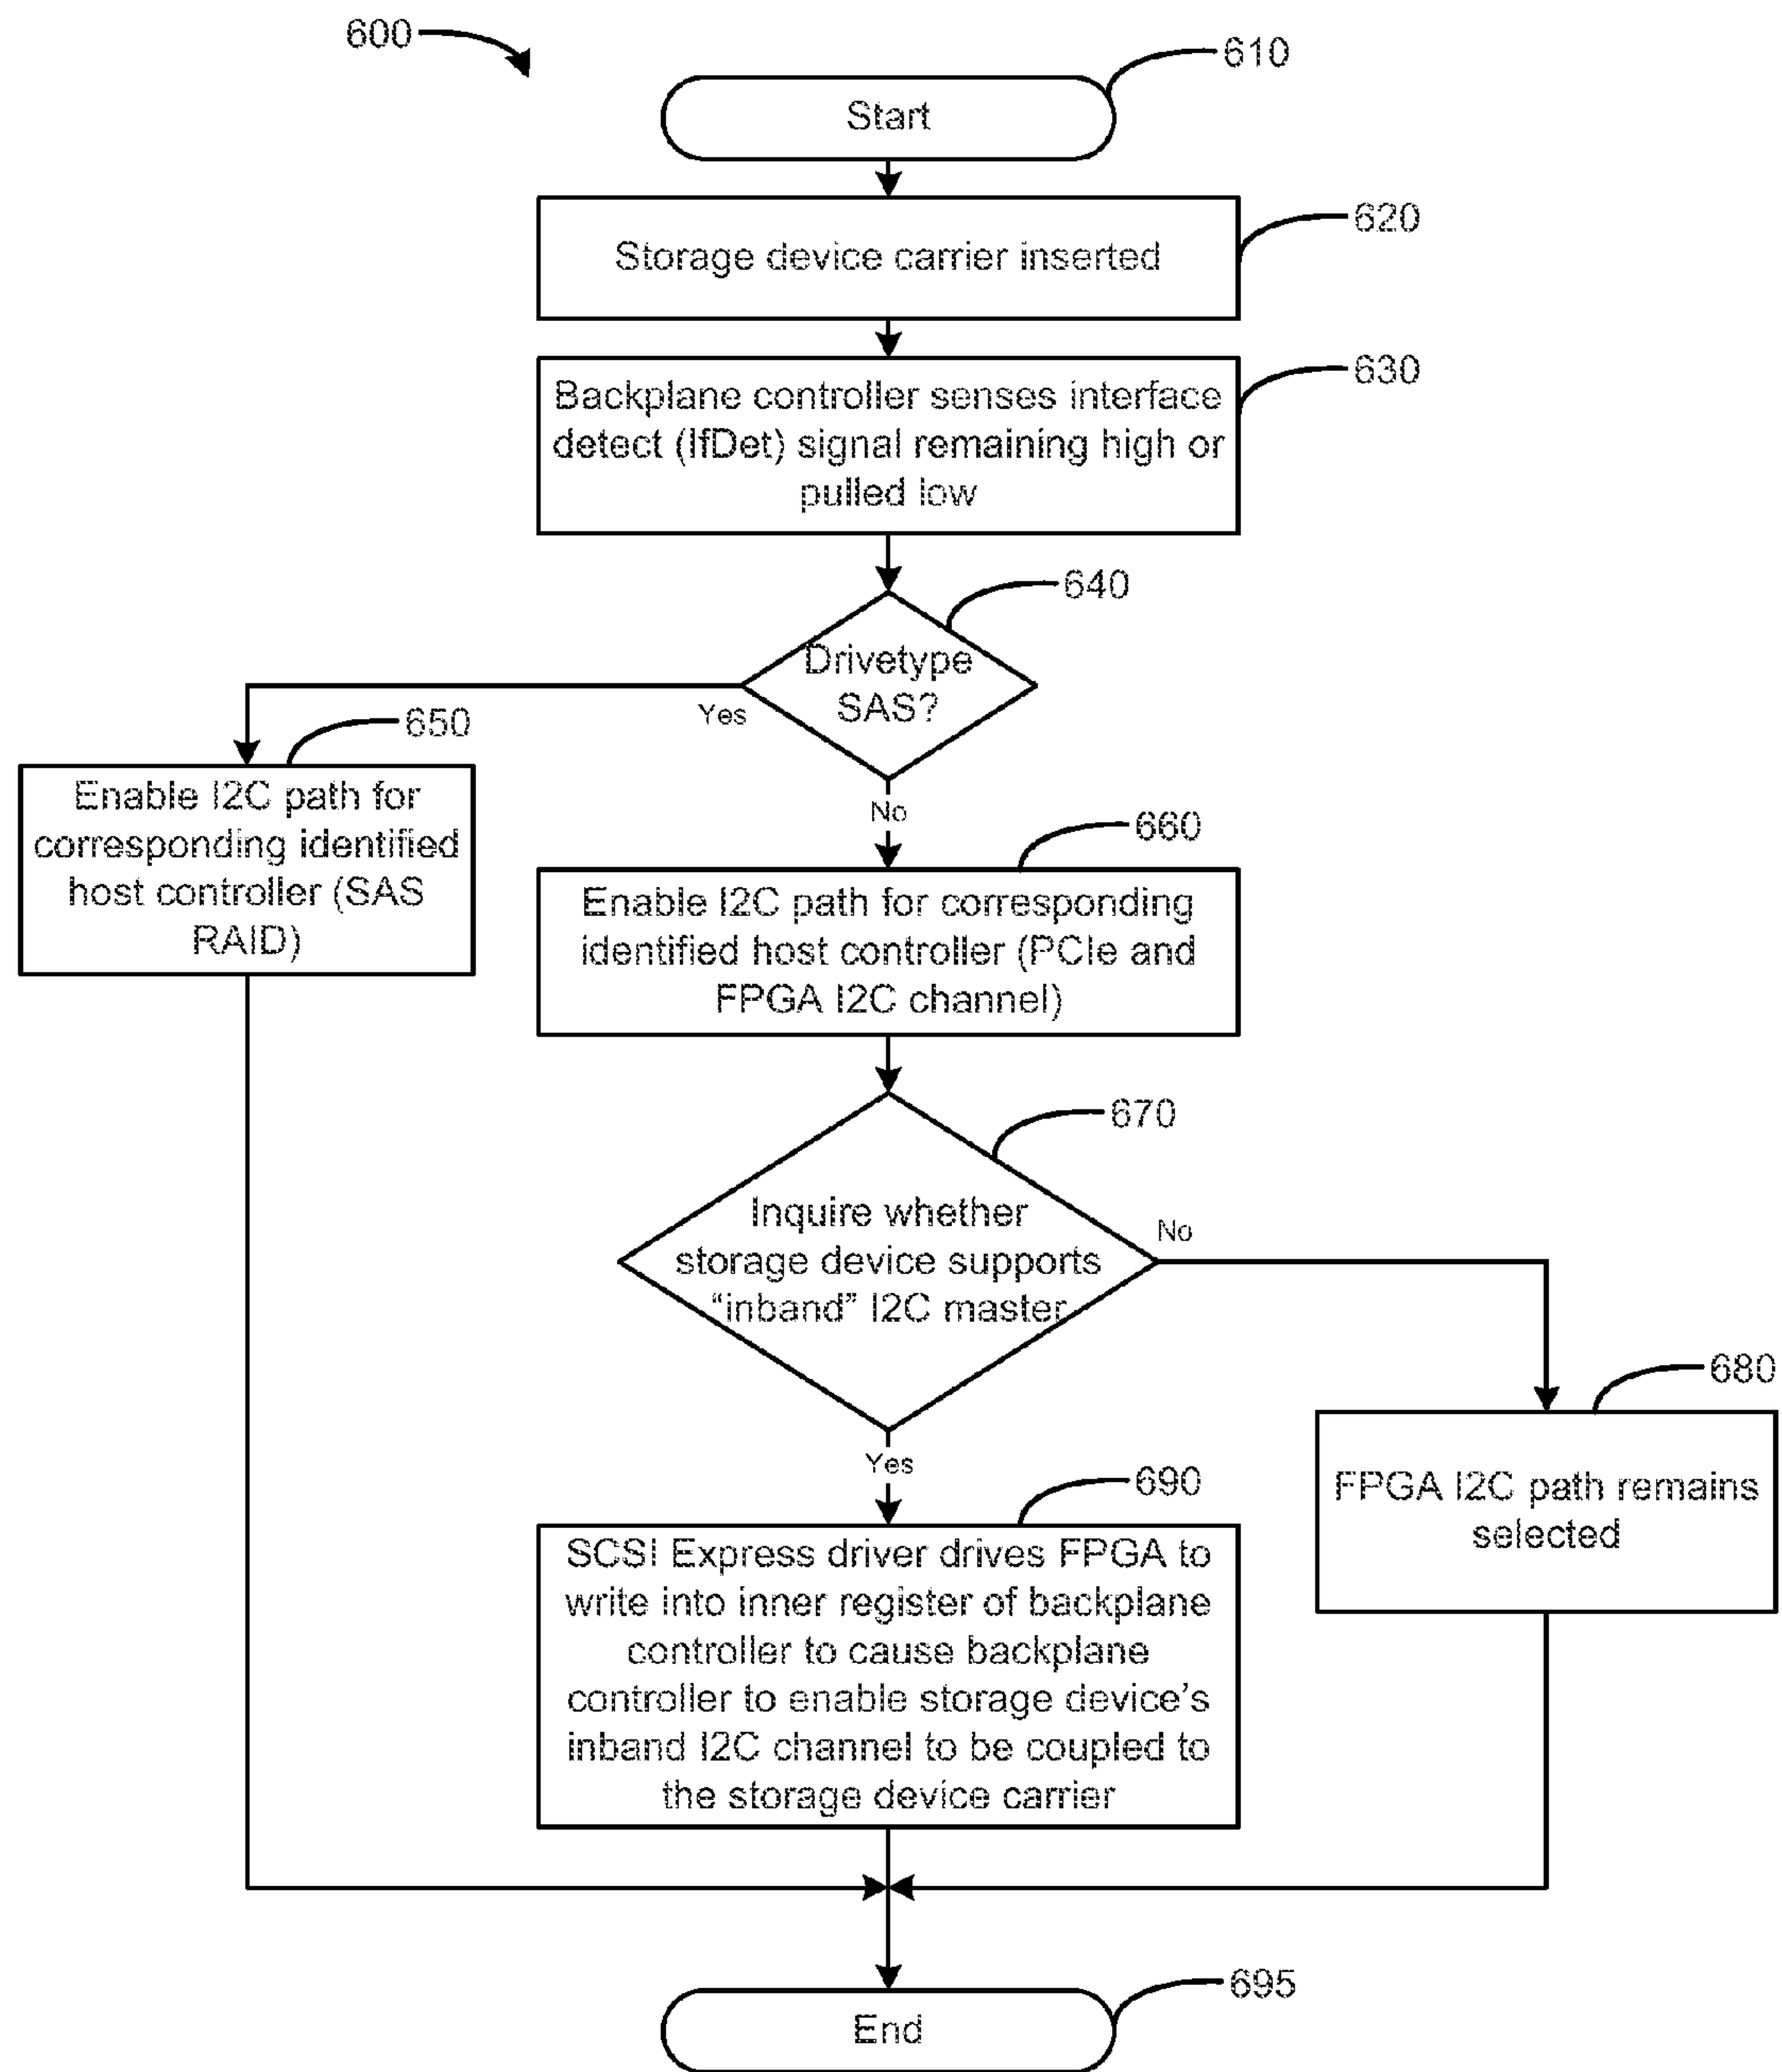 600
610
Start
620
Storage device carrier inserted
630
Backplane controller senses interface
detect (IfDet) signal remaining high or
pulled low
640
Drivetype
SAS?
Yes
650
No
Enable I2C path for
corresponding identified
host controller (SAS
RAID)
660
Enable I2C path for corresponding
identified host controller (PCIe and
FPGA I2C channel)
670
Inquire whether
storage device supports
“inband” I2C master
No
680
FPGA I2C path remains
selected
Yes
690
SCSI Express driver drives FPGA to
write into inner register of backplane
controller to cause backplane
controller to enable storage device’s
inband I2C channel to be coupled to
the storage device carrier
695
End